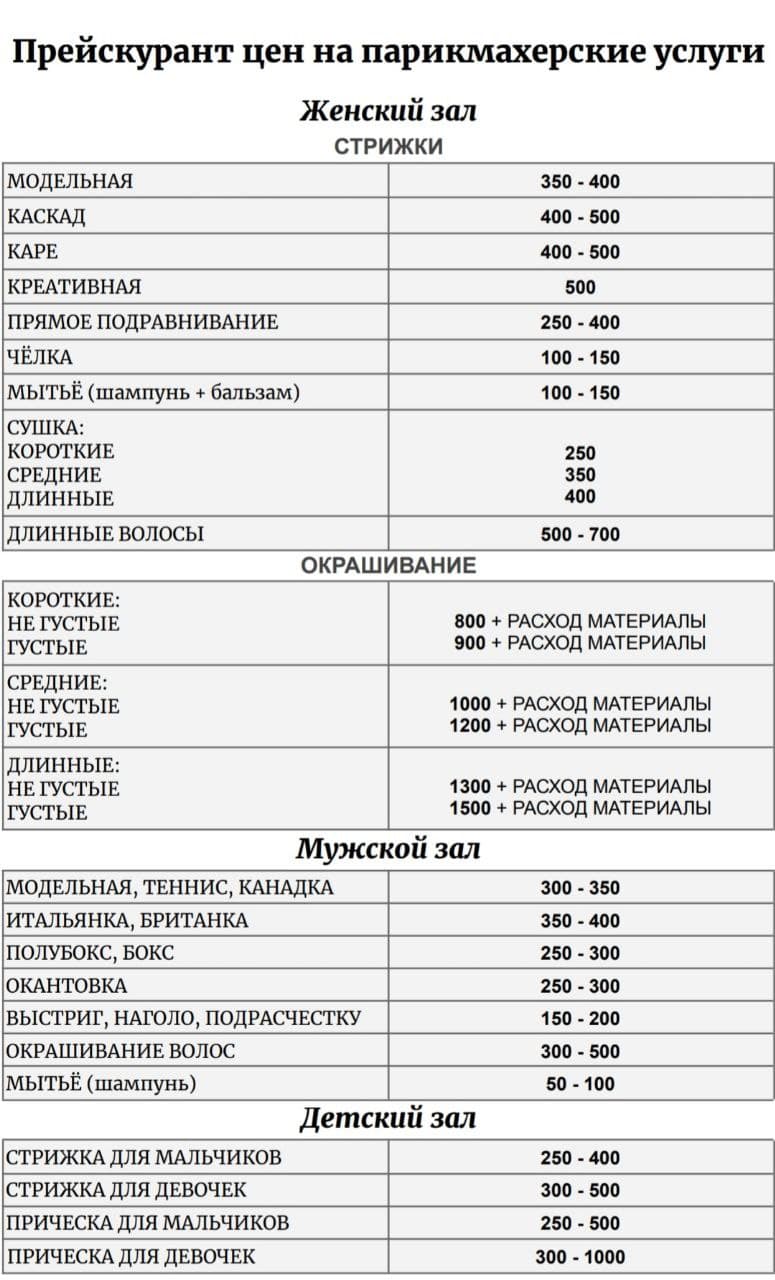 Прейскурант цен на парикмахерские услуги
Женский зал
СТРИЖКИ
МОДЕЛЬНАЯ 350 - 400
КАСКАД 400 - 500
КАРЕ 400 - 500
КРЕАТИВНАЯ 500
ПРЯМОЕ ПОДРАВНИВАНИЕ 250 - 400
ЧЁЛКА 100 - 150
МЫТЬЁ (шампунь + бальзам) 100 - 150
СУШКА:
КОРОТКИЕ 250
СРЕДНИЕ 350
ДЛИННЫЕ 400
ДЛИННЫЕ ВОЛОСЫ 500 - 700
ОКРАШИВАНИЕ
КОРОТКИЕ:
НЕ ГУСТЫЕ 800 + РАСХОД МАТЕРИАЛЫ
ГУСТЫЕ 900 + РАСХОД МАТЕРИАЛЫ
СРЕДНИЕ:
НЕ ГУСТЫЕ 1000 + РАСХОД МАТЕРИАЛЫ
ГУСТЫЕ 1200 + РАСХОД МАТЕРИАЛЫ
ДЛИННЫЕ:
НЕ ГУСТЫЕ 1300 + РАСХОД МАТЕРИАЛЫ
ГУСТЫЕ 1500 + РАСХОД МАТЕРИАЛЫ
Мужской зал
МОДЕЛЬНАЯ, ТЕННИС, КАНАДКА 300 - 350
ИТАЛЬЯНКА, БРИТАНКА 350 - 400
ПОЛУБОКС, БОКС 250 - 300
ОКАНТОВКА 250 - 300
ВЫСТРИГ, НАГОЛО, ПОДРАСЧЕСТКУ 150 - 200
ОКРАШИВАНИЕ ВОЛОС 300 - 500
МЫТЬЁ (шампунь) 50 - 100
Детский зал
СТРИЖКА ДЛЯ МАЛЬЧИКОВ 250 - 400
СТРИЖКА ДЛЯ ДЕВОЧЕК 300 - 500
ПРИЧЕСКА ДЛЯ МАЛЬЧИКОВ 250 - 500
ПРИЧЕСКА ДЛЯ ДЕВОЧЕК 300 - 1000